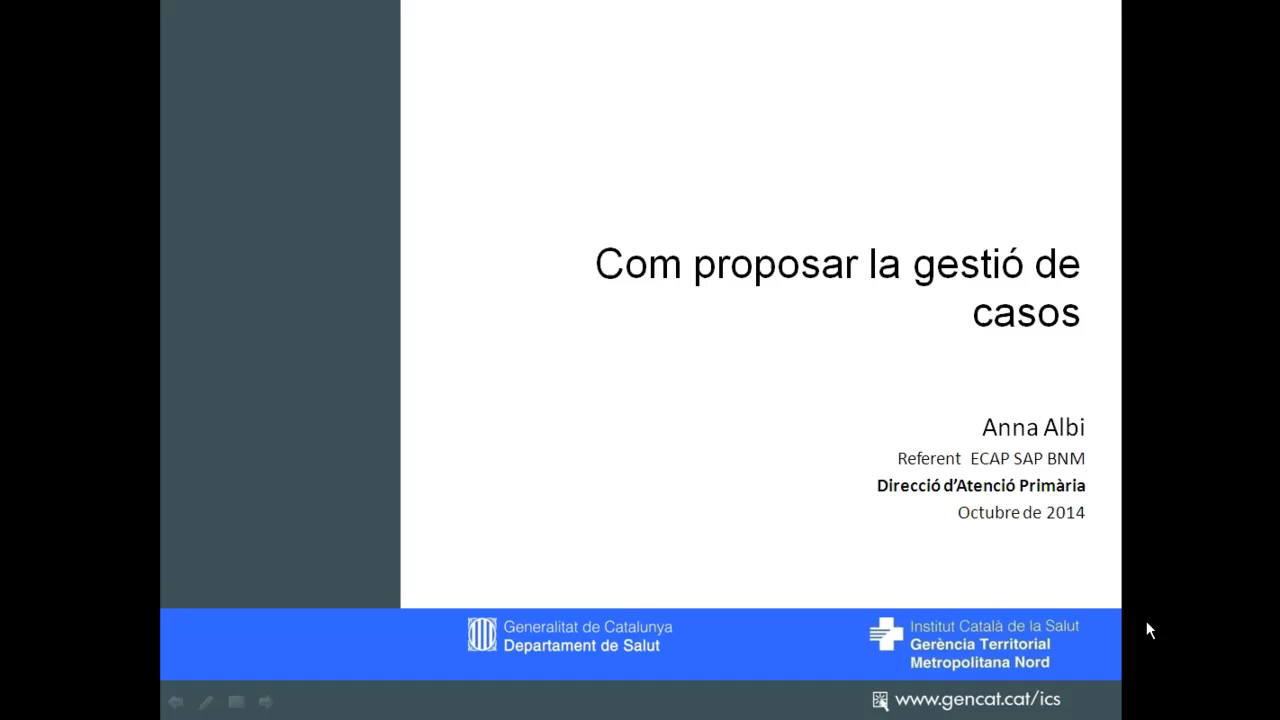 Com proposar la gestió de
casos
Anna Albi
Referent ECAP SAP BNM
Direcció d'Atenció Primària
Octubre de 2014
Generalitat de Catalunya
Departament de Salut
Institut Català de la Salut
Gerència Territorial
Metropolitana Nord
www.gencat.cat/ics